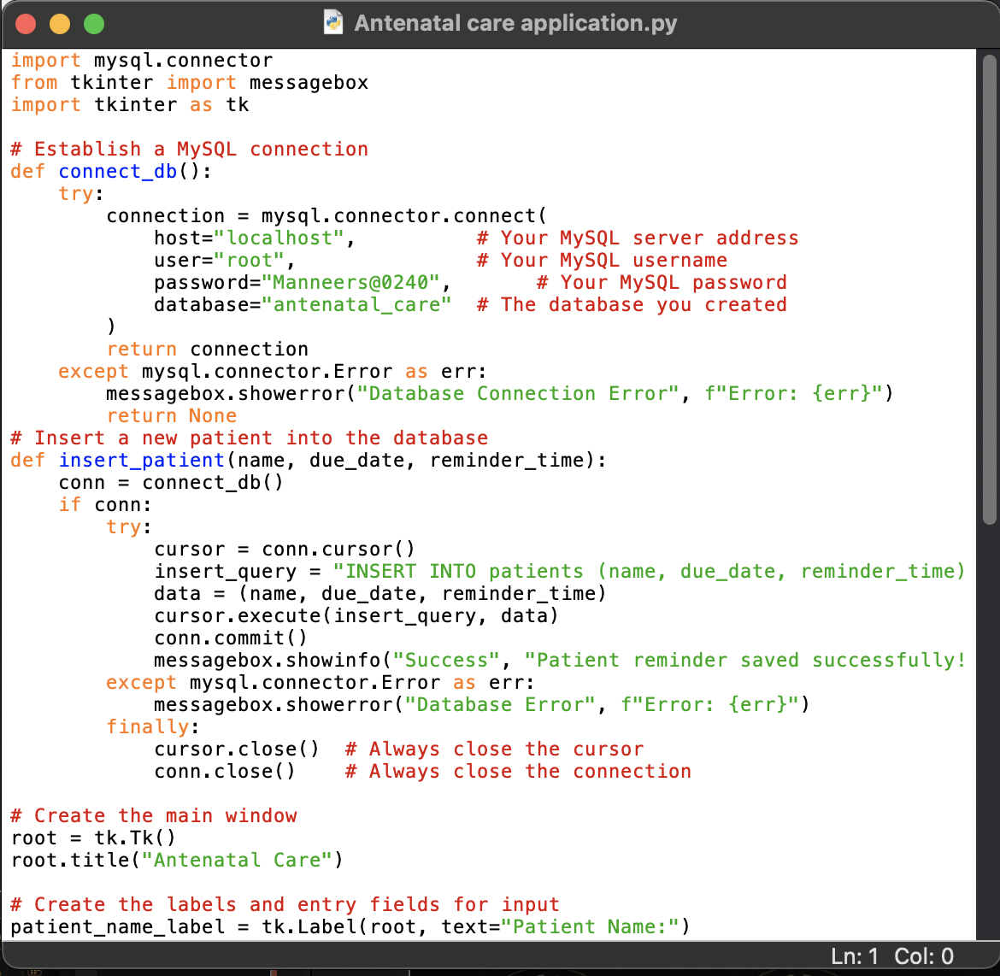 Antenatal care application.py
import mysql.connector
from tkinter import messagebox
import tkinter as tk

# Establish a MySQL connection
def connect_db():
    try:
        connection = mysql.connector.connect(
            host="localhost",          # Your MySQL server address
            user="root",               # Your MySQL username
            password="Manneers@0240",       # Your MySQL password
            database="antenatal_care"  # The database you created
        )
        return connection
    except mysql.connector.Error as err:
        messagebox.showerror("Database Connection Error", f"Error: {err}")
        return None
# Insert a new patient into the database
def insert_patient(name, due_date, reminder_time):
    conn = connect_db()
    if conn:
        try:
            cursor = conn.cursor()
            insert_query = "INSERT INTO patients (name, due_date, reminder_time)
            data = (name, due_date, reminder_time)
            cursor.execute(insert_query, data)
            conn.commit()
            messagebox.showinfo("Success", "Patient reminder saved successfully!
        except mysql.connector.Error as err:
            messagebox.showerror("Database Error", f"Error: {err}")
        finally:
            cursor.close()  # Always close the cursor
            conn.close()    # Always close the connection

# Create the main window
root = tk.Tk()
root.title("Antenatal Care")

# Create the labels and entry fields for input
patient_name_label = tk.Label(root, text="Patient Name:")
Ln: 1 Col: 0